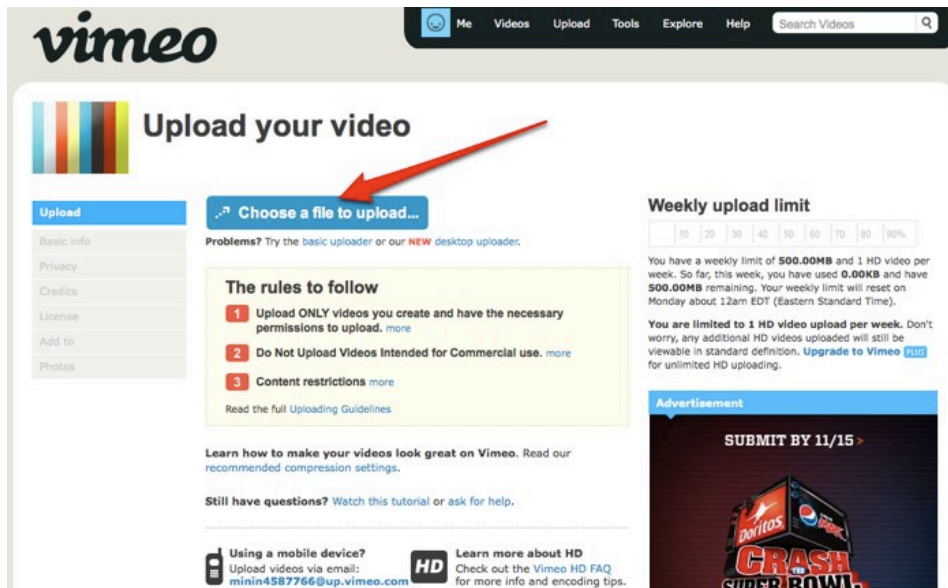 vimeo
Me Videos Upload Tools Explore Help Search Videos
Upload your video
Upload
Basic info
Privacy
Credits
License
Add to
Photos
Choose a file to upload...
Problems? Try the basic uploader or our NEW desktop uploader.
The rules to follow
1 Upload ONLY videos you create and have the necessary
permissions to upload. more
2 Do Not Upload Videos Intended for Commercial use. more
3 Content restrictions more
Read the full Uploading Guidelines
Learn how to make your videos look great on Vimeo. Read our
recommended compression settings.
Still have questions? Watch this tutorial or ask for help.
Using a mobile device?
Upload videos via email:
minin4587766@up.vimeo.com
HD
Learn more about HD
Check out the Vimeo HD FAQ
for more info and encoding tips.
Weekly upload limit
10 20 30 40 50 60 70 80 90%
You have a weekly limit of 500.00MB and 1 HD video per
week. So far, this week, you have used 0.00KB and have
500.00MB remaining. Your weekly limit will reset on
Monday about 12am EDT (Eastern Standard Time).
You are limited to 1 HD video upload per week. Don't
worry, any additional HD videos uploaded will still be
viewable in standard definition. Upgrade to Vimeo PLUS
for unlimited HD uploading.
Advertisement
SUBMIT BY 11/15 >
Doritos
CRASH
THE
SUPER BOWL